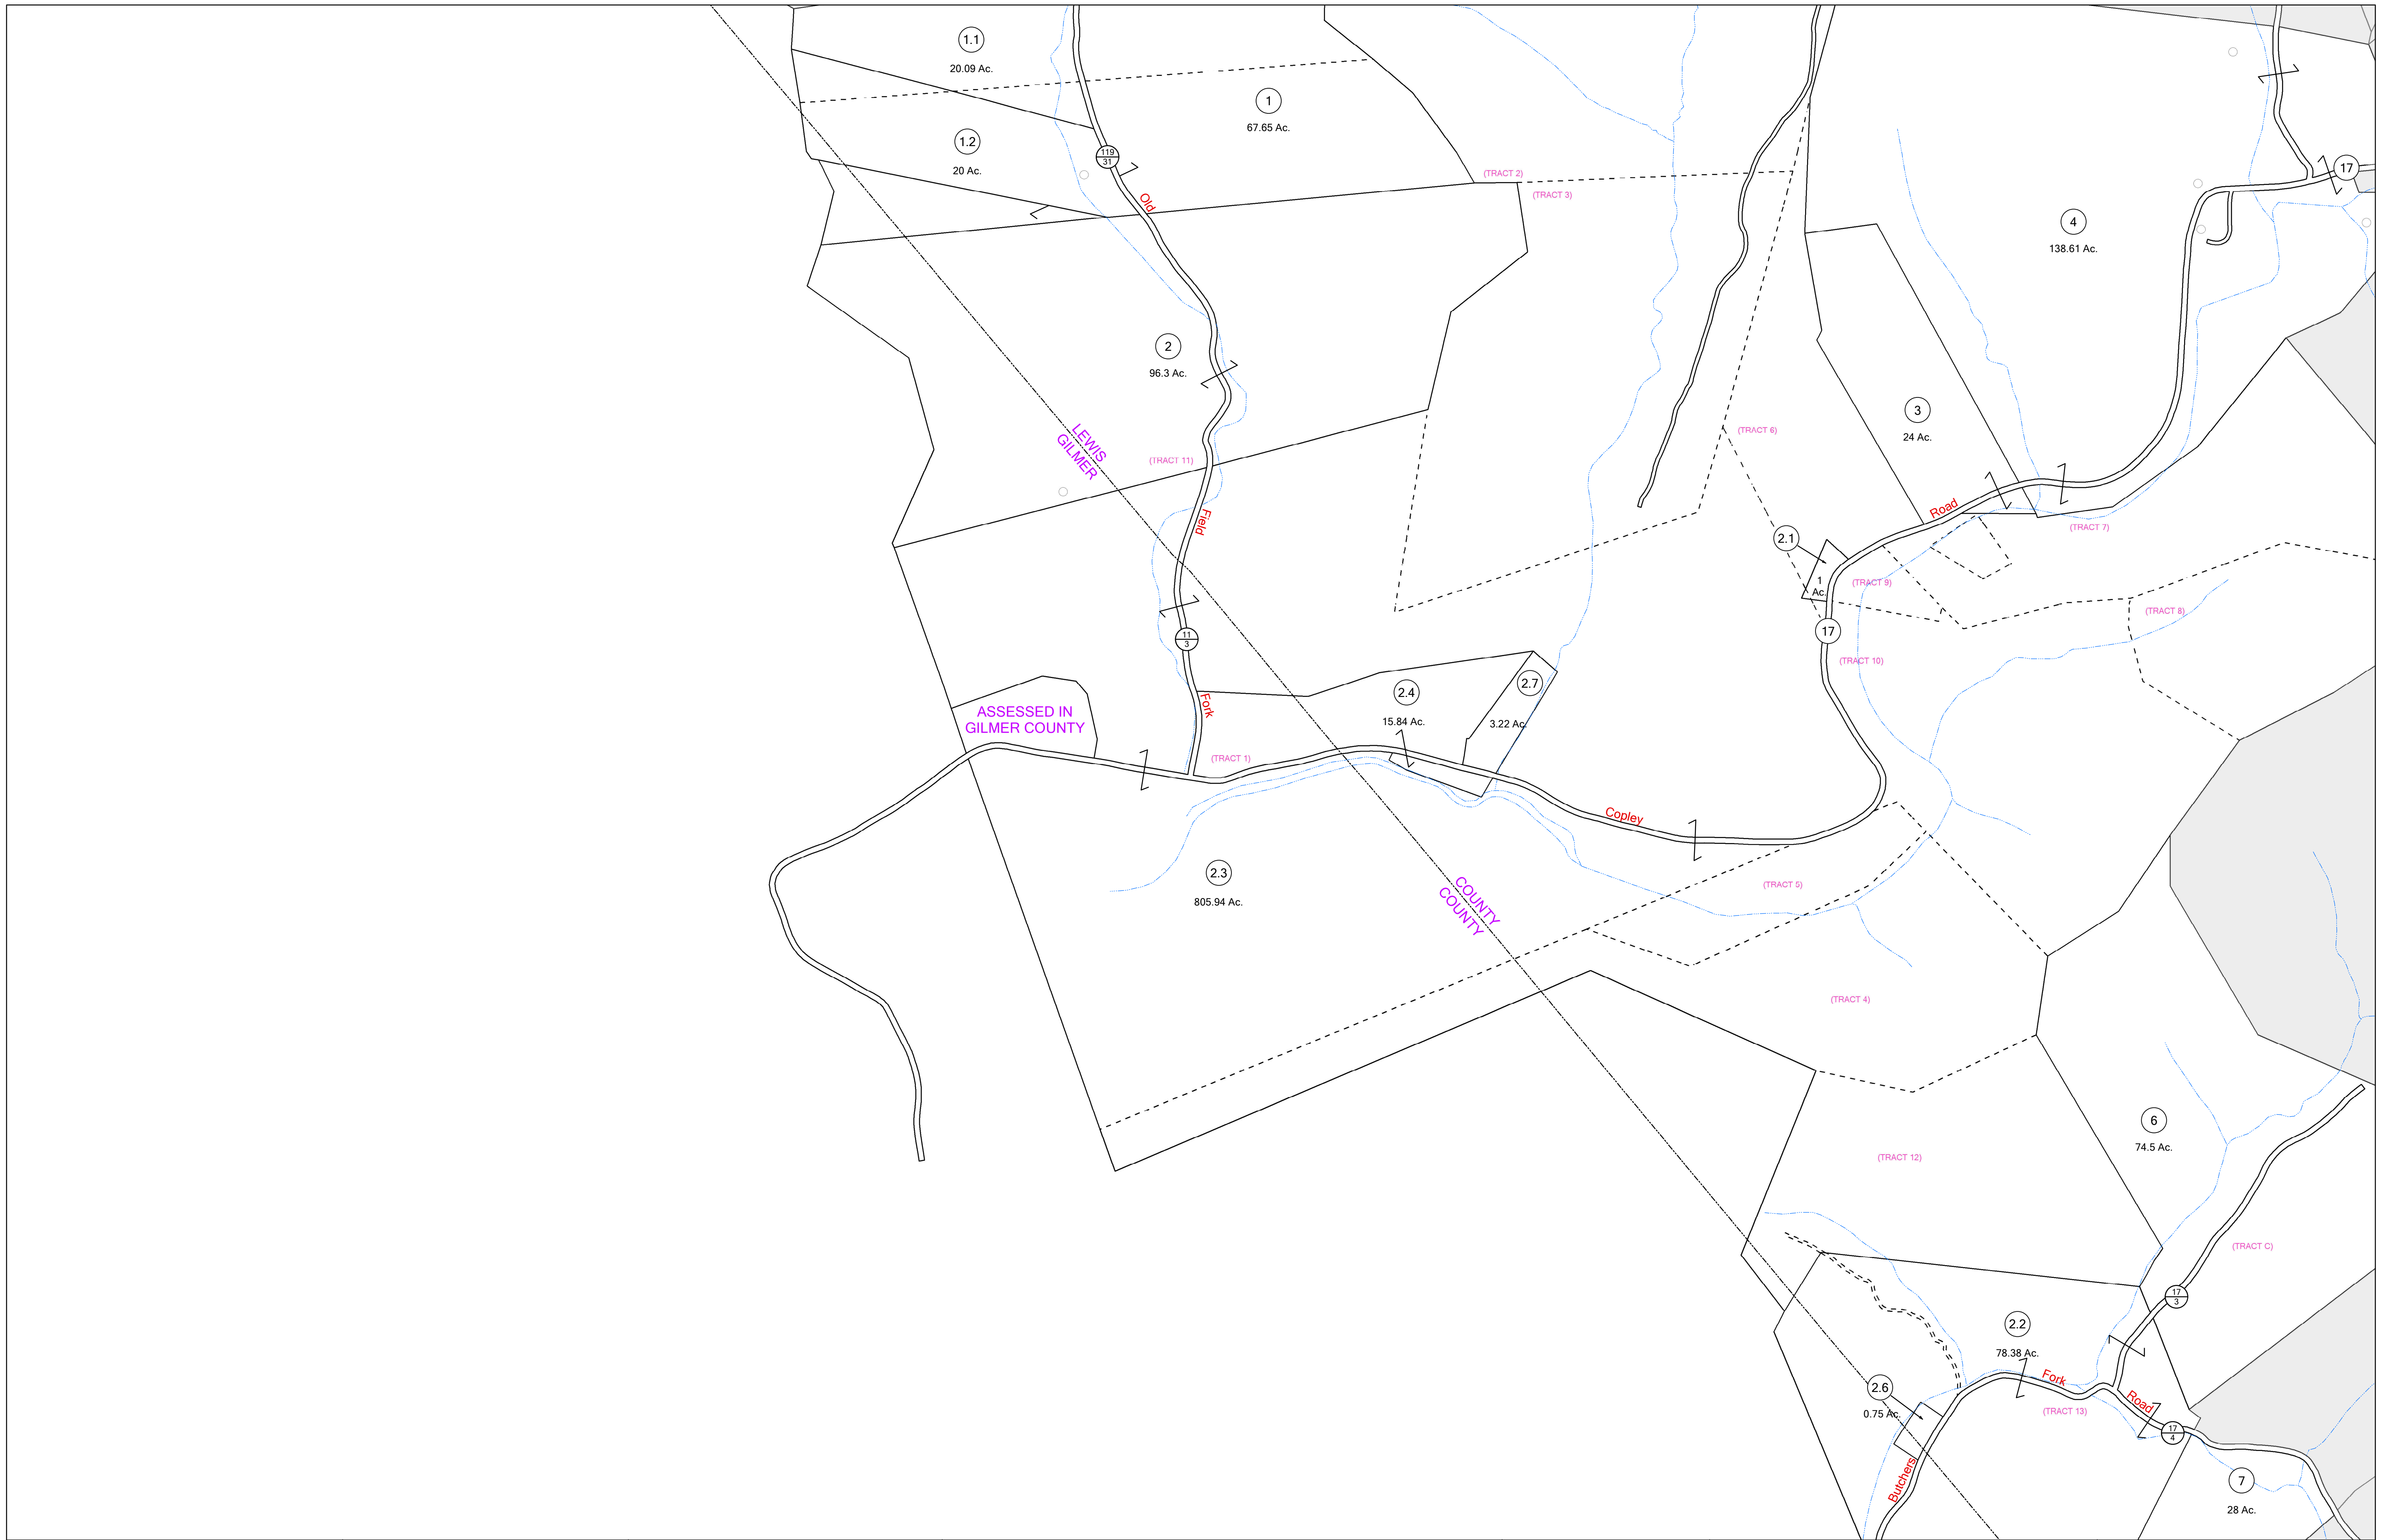 1.1
20.09 Ac.
1
67.65 Ac.
1.2
20 Ac.
119
31
Old
(TRACT 2)
(TRACT 3)
17
4
138.61 Ac.
2
96.3 Ac.
LEWIS
GILMER
(TRACT 11)
(TRACT 6)
3
24 Ac.
Field
Road
(TRACT 7)
2.1
1
Ac.
(TRACT 9)
(TRACT 8)
11
3
17
(TRACT 10)
ASSESSED IN
GILMER COUNTY
Fork
2.4
15.84 Ac.
2.7
3.22 Ac.
(TRACT 1)
Copley
2.3
805.94 Ac.
COUNTY
COUNTY
(TRACT 5)
(TRACT 4)
6
74.5 Ac.
(TRACT 12)
(TRACT C)
17
3
2.2
78.38 Ac.
2.6
0.75 Ac.
Fork
Road
(TRACT 13)
17
4
Butchers
7
28 Ac.